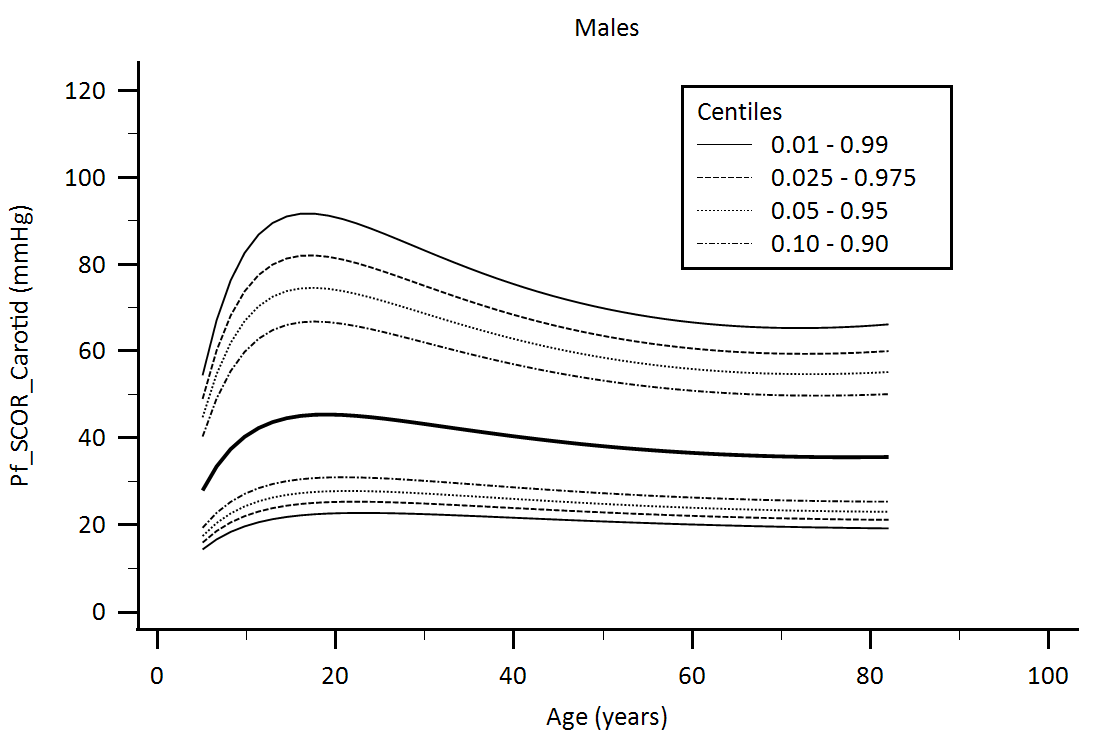 Males
120
100
80
60
40
20
0
Pf_SCOR_Carotid (mmHg)
Centiles
0.01 - 0.99
0.025 - 0.975
0.05 - 0.95
0.10 - 0.90
0 20 40 60 80 100
Age (years)